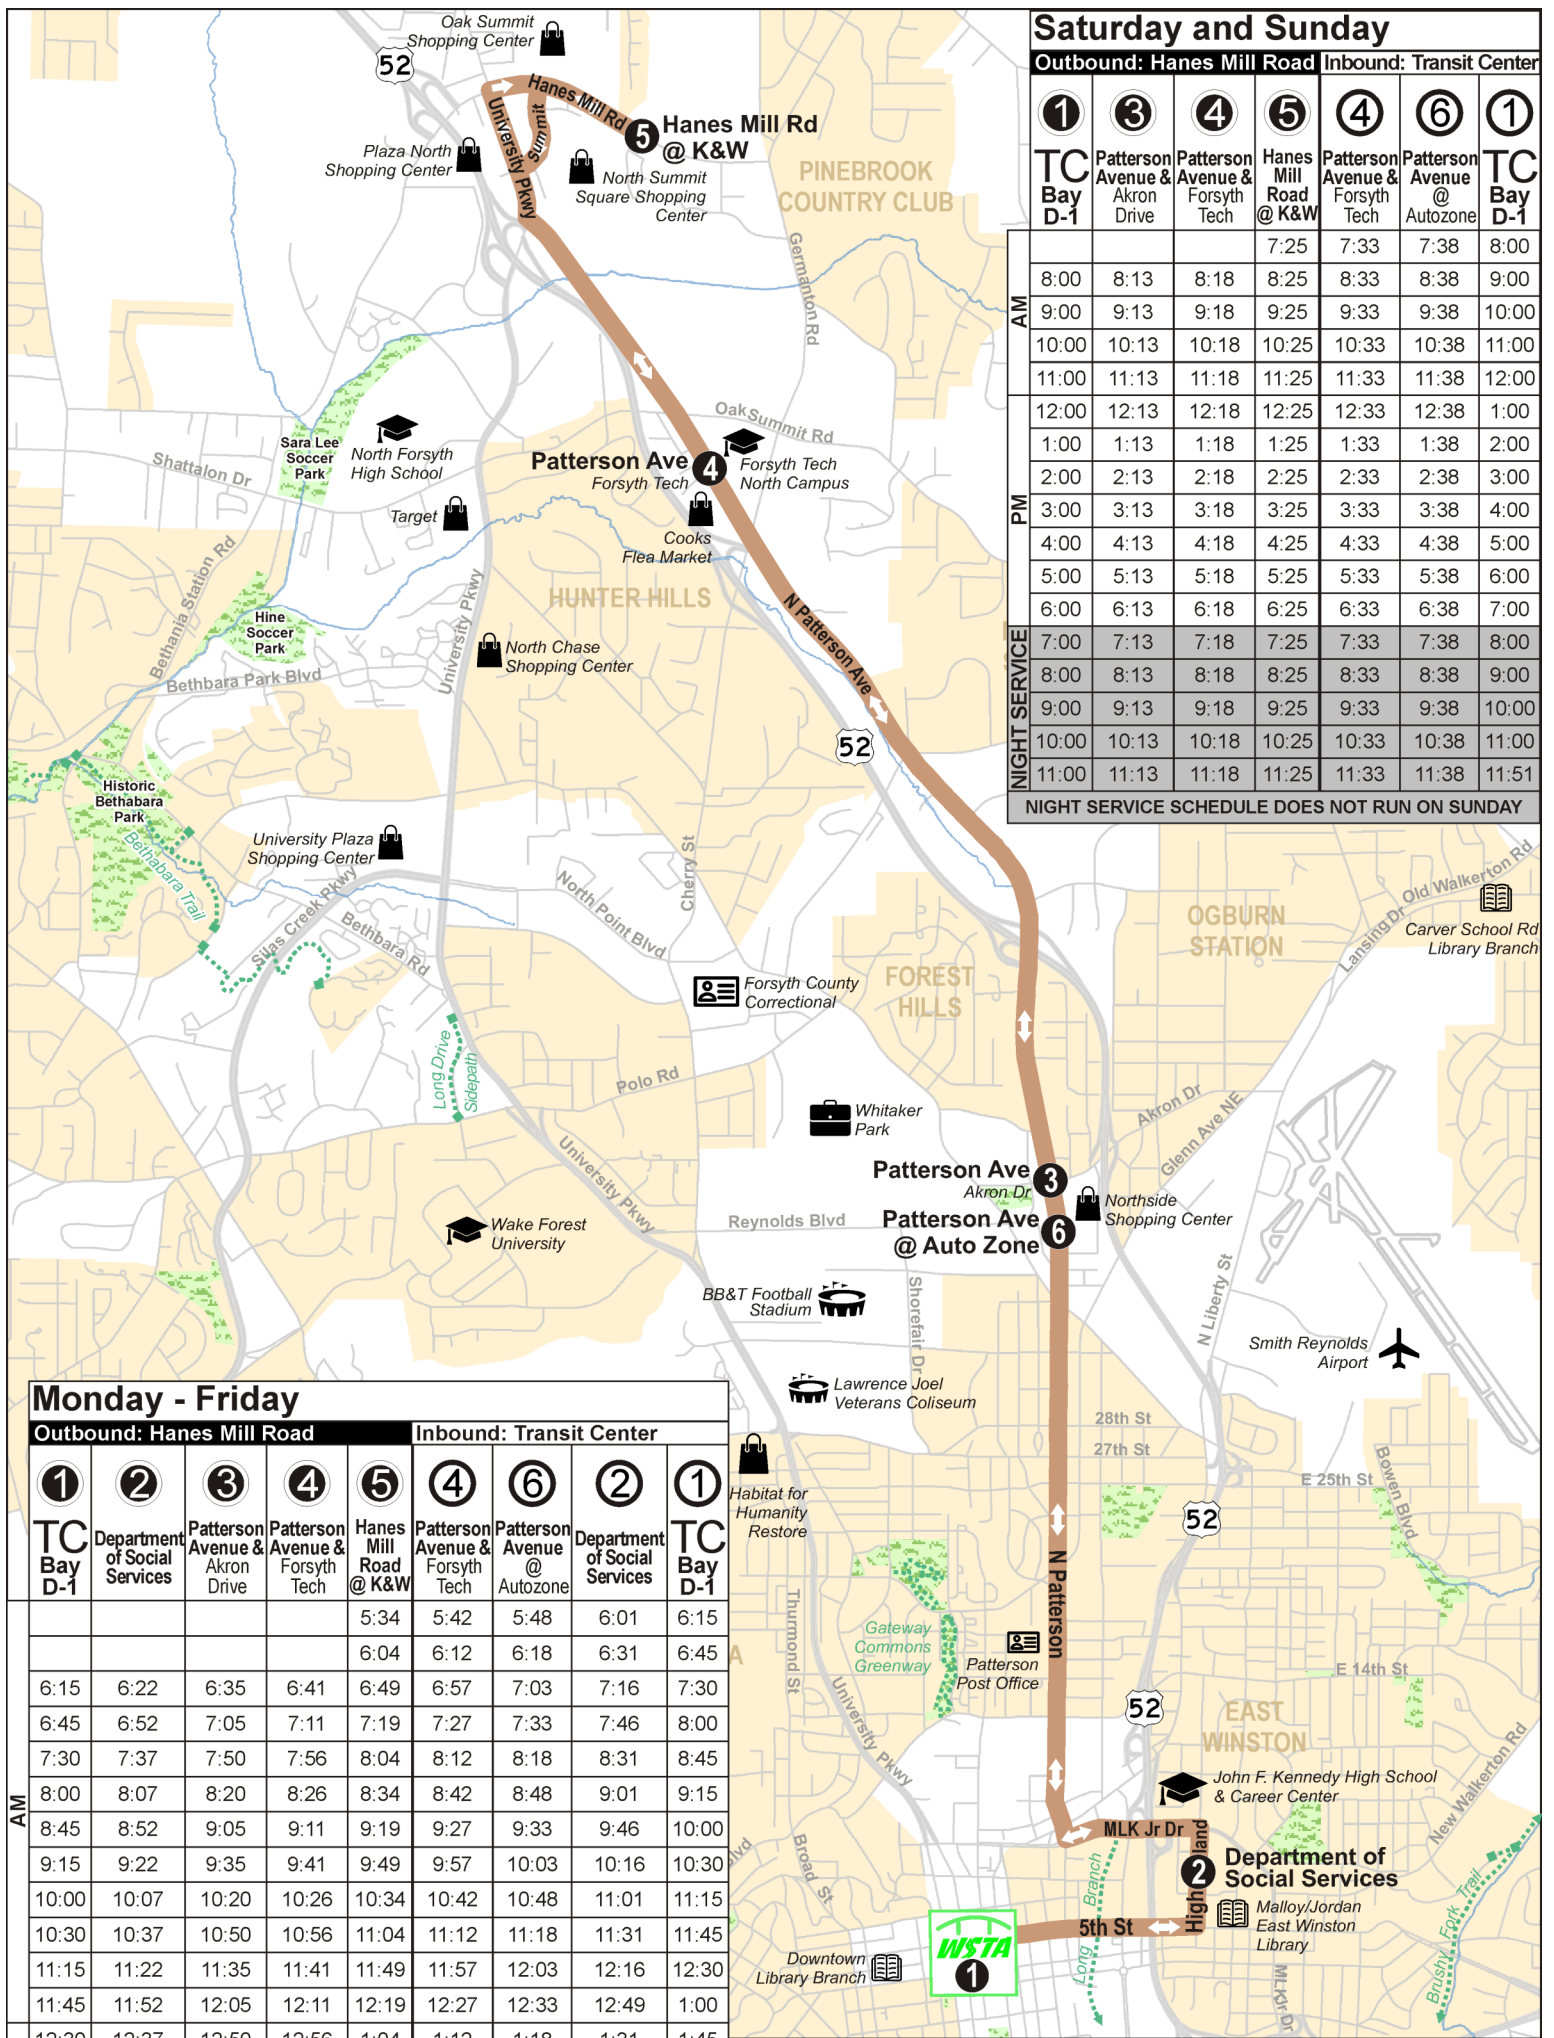 Saturday and Sunday
Outbound: Hanes Mill Road Inbound: Transit Center
1 3 4 5 4 6 1
TC Bay D-1
Patterson Avenue & Akron Drive
Patterson Avenue & Forsyth Tech
Hanes Mill Road @ K&W
Patterson Avenue & Forsyth Tech
Patterson Avenue @ Autozone
TC Bay D-1
AM
7:25 7:33 7:38 8:00
8:00 8:13 8:18 8:25 8:33 8:38 9:00
9:00 9:13 9:18 9:25 9:33 9:38 10:00
10:00 10:13 10:18 10:25 10:33 10:38 11:00
11:00 11:13 11:18 11:25 11:33 11:38 12:00
PM
12:00 12:13 12:18 12:25 12:33 12:38 1:00
1:00 1:13 1:18 1:25 1:33 1:38 2:00
2:00 2:13 2:18 2:25 2:33 2:38 3:00
3:00 3:13 3:18 3:25 3:33 3:38 4:00
4:00 4:13 4:18 4:25 4:33 4:38 5:00
5:00 5:13 5:18 5:25 5:33 5:38 6:00
6:00 6:13 6:18 6:25 6:33 6:38 7:00
NIGHT SERVICE
7:00 7:13 7:18 7:25 7:33 7:38 8:00
8:00 8:13 8:18 8:25 8:33 8:38 9:00
9:00 9:13 9:18 9:25 9:33 9:38 10:00
10:00 10:13 10:18 10:25 10:33 10:38 11:00
11:00 11:13 11:18 11:25 11:33 11:38 11:51
NIGHT SERVICE SCHEDULE DOES NOT RUN ON SUNDAY
Oak Summit
Shopping Center
52
Hanes Mill Rd
University Pkwy
Summit
5 Hanes Mill Rd
@ K&W
Plaza North
Shopping Center
North Summit
Square Shopping
Center
PINEBROOK
COUNTRY CLUB
Germanton Rd
Oak Summit Rd
Sara Lee
Soccer
Park
North Forsyth
High School
Shattalon Dr
Patterson Ave
Forsyth Tech
4
Forsyth Tech
North Campus
Target
Cooks
Flea Market
Bethania Station Rd
HUNTER HILLS
N Patterson Ave
Hine
Soccer
Park
University Pkwy
North Chase
Shopping Center
Bethbara Park Blvd
52
Historic
Bethabara
Park
Bethabara Trail
University Plaza
Shopping Center
Silas Creek Pkwy
Bethbara Rd
North Point Blvd
Cherry St
OGBURN
STATION
Old Walkerton Rd
Lansing Dr
Carver School Rd
Library Branch
FOREST
HILLS
Forsyth County
Correctional
Long Drive
Sidepath
Polo Rd
Whitaker
Park
Akron Dr
Glenn Ave NE
Patterson Ave
Akron Dr
3
University Pkwy
Northside
Shopping Center
Reynolds Blvd
Patterson Ave
@ Auto Zone
6
Wake Forest
University
BB&T Football
Stadium
Shorefair Dr
N Liberty St
Smith Reynolds
Airport
Lawrence Joel
Veterans Coliseum
28th St
27th St
E 25th St
Bowen Blvd
Habitat for
Humanity
Restore
52
N Patterson
Thurmond St
Gateway
Commons
Greenway
Patterson
Post Office
E 14th St
University Pkwy
52
EAST
WINSTON
New Walkerton Rd
John F. Kennedy High School
& Career Center
MLK Jr Dr
Highland
2
Department of
Social Services
Broad St
Long Branch
Malloy/Jordan
East Winston
Library
Brushy Fork Trail
5th St
WSTA
1
Downtown
Library Branch
MLK Jr Dr
Monday - Friday
Outbound: Hanes Mill Road Inbound: Transit Center
1 2 3 4 5 4 6 2 1
TC Bay D-1
Department of Social Services
Patterson Avenue & Akron Drive
Patterson Avenue & Forsyth Tech
Hanes Mill Road @ K&W
Patterson Avenue & Forsyth Tech
Patterson Avenue @ Autozone
Department of Social Services
TC Bay D-1
AM
5:34 5:42 5:48 6:01 6:15
6:04 6:12 6:18 6:31 6:45
6:15 6:22 6:35 6:41 6:49 6:57 7:03 7:16 7:30
6:45 6:52 7:05 7:11 7:19 7:27 7:33 7:46 8:00
7:30 7:37 7:50 7:56 8:04 8:12 8:18 8:31 8:45
8:00 8:07 8:20 8:26 8:34 8:42 8:48 9:01 9:15
8:45 8:52 9:05 9:11 9:19 9:27 9:33 9:46 10:00
9:15 9:22 9:35 9:41 9:49 9:57 10:03 10:16 10:30
10:00 10:07 10:20 10:26 10:34 10:42 10:48 11:01 11:15
10:30 10:37 10:50 10:56 11:04 11:12 11:18 11:31 11:45
11:15 11:22 11:35 11:41 11:49 11:57 12:03 12:16 12:30
11:45 11:52 12:05 12:11 12:19 12:27 12:33 12:49 1:00